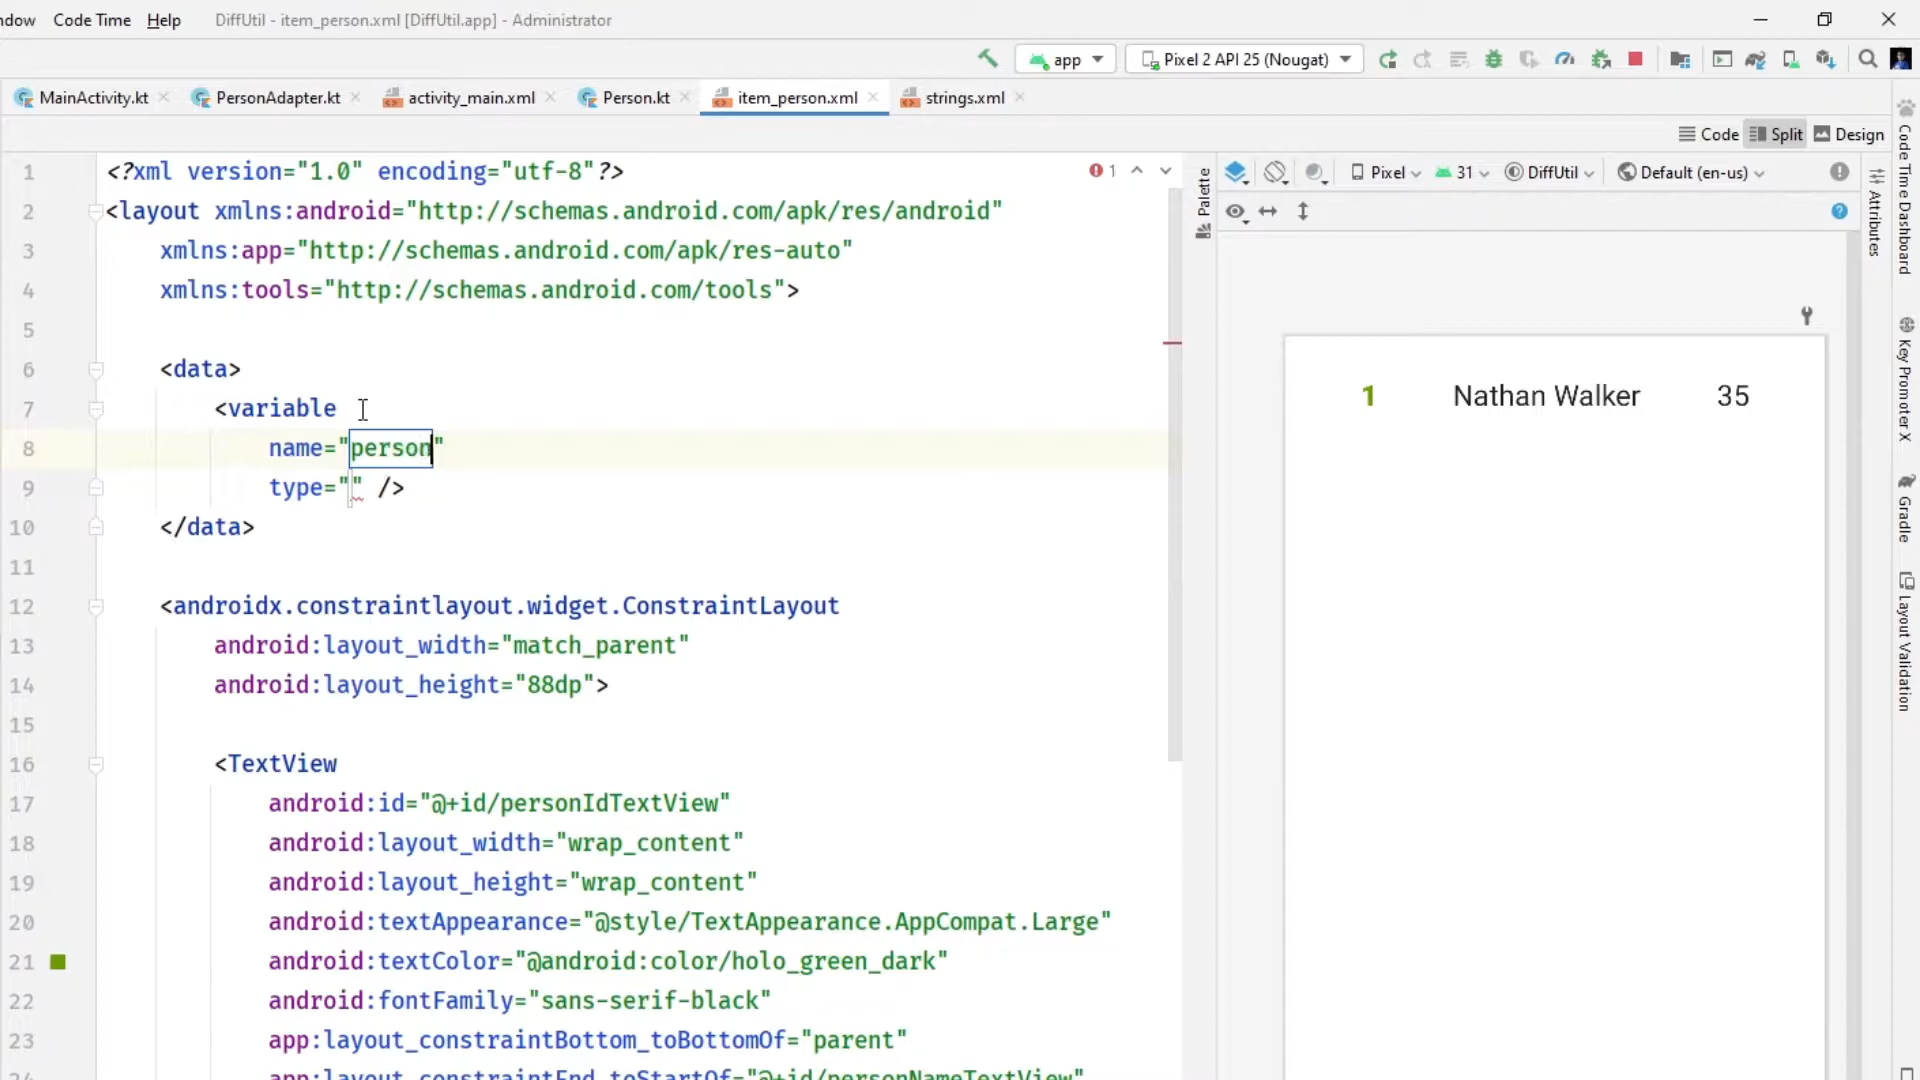 ndow Code Time Help DiffUtil - item_person.xml [DiffUtil.app] - Administrator
app Pixel 2 API 25 (Nougat)
MainActivity.kt PersonAdapter.kt activity_main.xml Person.kt item_person.xml strings.xml
Code Split Design
1 <?xml version="1.0" encoding="utf-8"?>
2 <layout xmlns:android="http://schemas.android.com/apk/res/android"
3 xmlns:app="http://schemas.android.com/apk/res-auto"
4 xmlns:tools="http://schemas.android.com/tools">
5
6 <data>
7 <variable
8 name="person"
9 type="" />
10 </data>
11
12 <androidx.constraintlayout.widget.ConstraintLayout
13 android:layout_width="match_parent"
14 android:layout_height="88dp">
15
16 <TextView
17 android:id="@+id/personIdTextView"
18 android:layout_width="wrap_content"
19 android:layout_height="wrap_content"
20 android:textAppearance="@style/TextAppearance.AppCompat.Large"
21 android:textColor="@android:color/holo_green_dark"
22 android:fontFamily="sans-serif-black"
23 app:layout_constraintBottom_toBottomOf="parent"
24 app:layout_constraintEnd_toStartOf="@+id/personNameTextView"
1
Palette
Pixel 31 DiffUtil Default (en-us)
1 Nathan Walker 35
Attributes
Code Time Dashboard
Key Promoter X
Gradle
Layout Validation